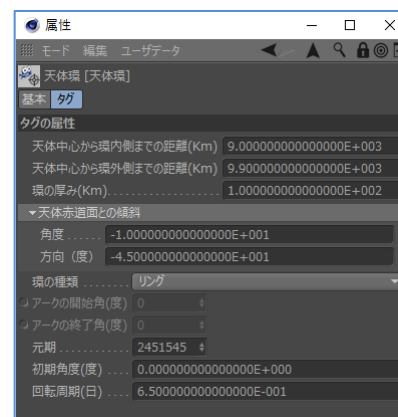 属性
モード 編集 ユーザデータ
天体環 [天体環]
基本 タグ
タグの属性
天体中心から環内側までの距離(Km) 9.000000000000000E+003
天体中心から環外側までの距離(Km) 9.900000000000000E+003
環の厚み(Km) 1.000000000000000E+002
天体赤道面との傾斜
角度 -1.000000000000000E+001
方向（度） -4.500000000000000E+001
環の種類 リング
アークの開始角(度) 0
アークの終了角(度) 0
元期 2451545
初期角度(度) 0.000000000000000E+000
回転周期(日) 6.500000000000000E-001